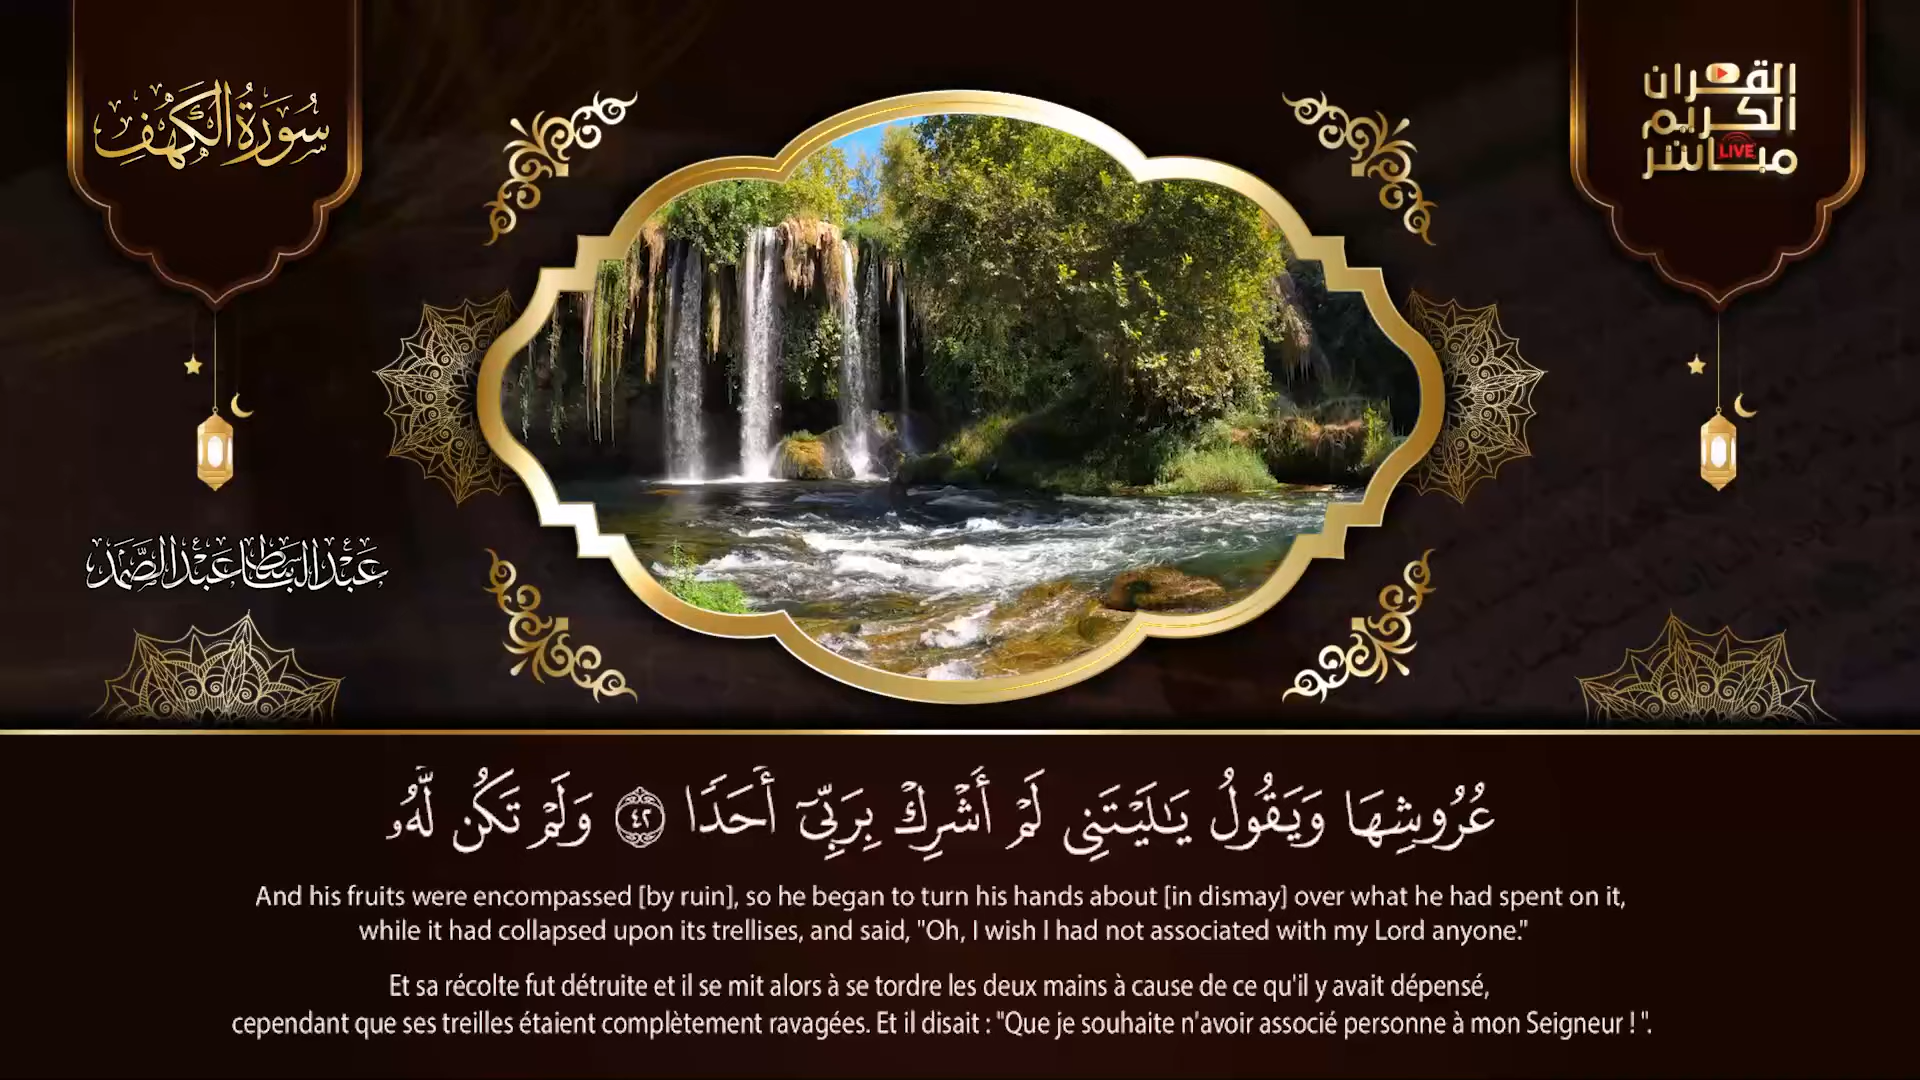 سُورَةُ الكَهْفِ
القرآن
الكريم
مباشر
LIVE
عَبْدالبَاسِط عَبْدالصَّمَد
عُرُوشِهَا وَيَقُولُ يَٰلَيْتَنِى لَمْ أُشْرِكْ بِرَبِّىٓ أَحَدًا ٤٢ وَلَمْ تَكُن لَّهُۥ
And his fruits were encompassed [by ruin], so he began to turn his hands about [in dismay] over what he had spent on it,
while it had collapsed upon its trellises, and said, "Oh, I wish I had not associated with my Lord anyone."
Et sa récolte fut détruite et il se mit alors à se tordre les deux mains à cause de ce qu'il y avait dépensé,
cependant que ses treilles étaient complètement ravagées. Et il disait : "Que je souhaite n'avoir associé personne à mon Seigneur ! ".